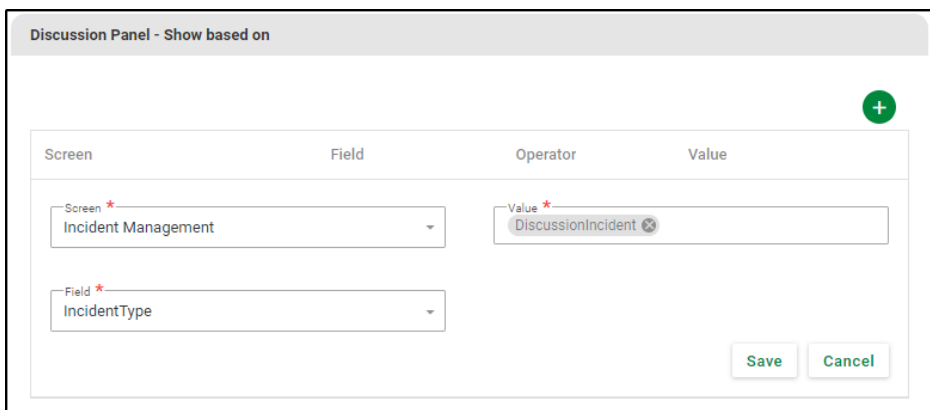 Discussion Panel - Show based on
+
Screen Field Operator Value
Screen *
Incident Management
Value *
DiscussionIncident
Field *
IncidentType
Save Cancel